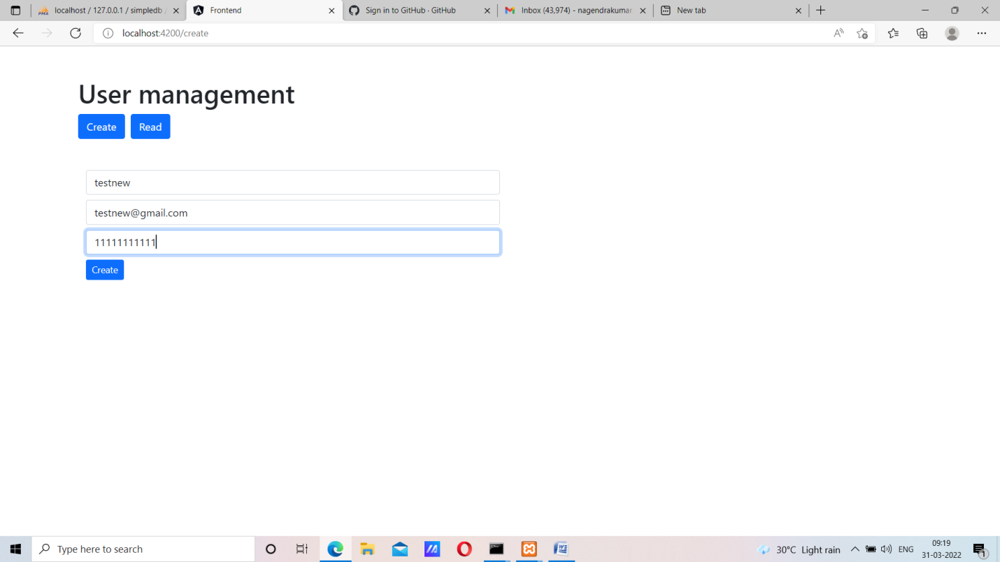 localhost / 127.0.0.1 / simpledb
Frontend
Sign in to GitHub · GitHub
Inbox (43,974) - nagendrakumar
New tab
localhost:4200/create
User management
Create
Read
testnew
testnew@gmail.com
11111111111
Create
Type here to search
30°C Light rain
ENG
09:19
31-03-2022
1